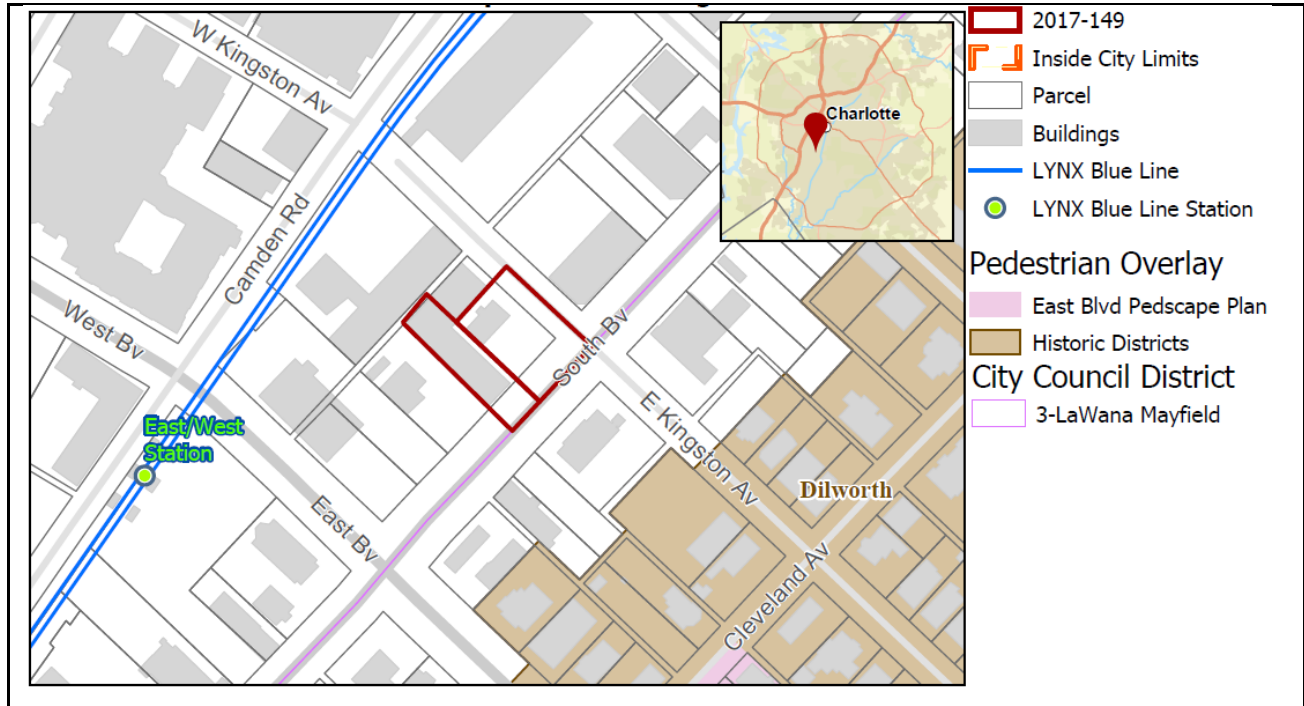 2017-149
Inside City Limits
Parcel
Buildings
LYNX Blue Line
LYNX Blue Line Station
Pedestrian Overlay
East Blvd Pedscape Plan
Historic Districts
City Council District
3-LaWana Mayfield
W Kingston Av
Charlotte
Camden Rd
West Bv
South Bv
East/West
Station
E Kingston Av
Dilworth
East Bv
Cleveland Av